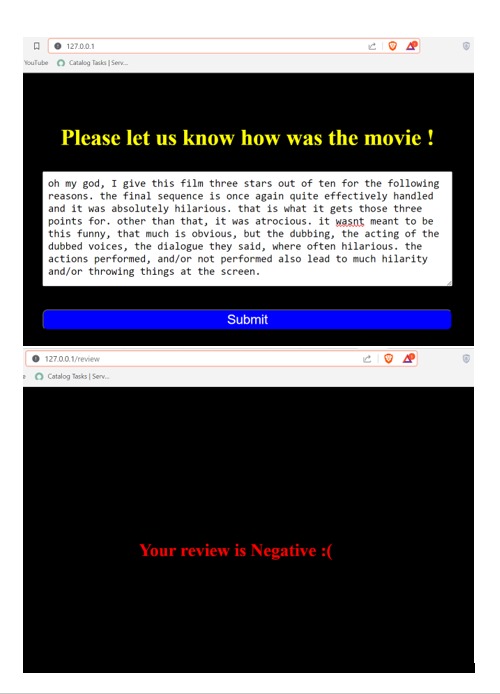 127.0.0.1
YouTube Catalog Tasks | Serv...
Please let us know how was the movie !
oh my god, I give this film three stars out of ten for the following
reasons. the final sequence is once again quite effectively handled
and it was absolutely hilarious. that is what it gets those three
points for. other than that, it was atrocious. it wasnt meant to be
this funny, that much is obvious, but the dubbing, the acting of the
dubbed voices, the dialogue they said, where often hilarious. the
actions performed, and/or not performed also lead to much hilarity
and/or throwing things at the screen.
Submit
127.0.0.1/review
e Catalog Tasks | Serv...
Your review is Negative :(